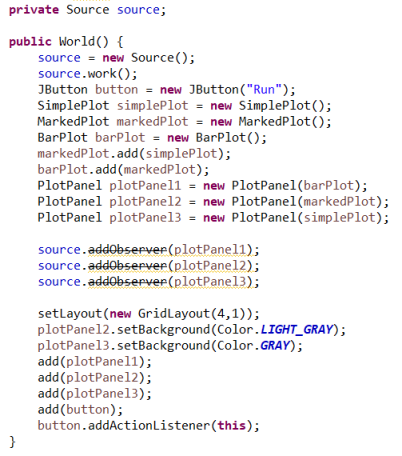 private Source source;
public World() {
source = new Source();
source.work();
JButton button = new JButton("Run");
SimplePlot simplePlot = new SimplePlot();
MarkedPlot markedPlot = new MarkedPlot();
BarPlot barPlot = new BarPlot();
markedPlot.add(simplePlot);
barPlot.add(markedPlot);
PlotPanel plotPanel1 = new PlotPanel(barPlot);
PlotPanel plotPanel2 = new PlotPanel(markedPlot);
PlotPanel plotPanel3 = new PlotPanel(simplePlot);
source.addObserver(plotPanel1);
source.addObserver(plotPanel2);
source.addObserver(plotPanel3);
setLayout(new GridLayout(4,1));
plotPanel2.setBackground(Color.LIGHT_GRAY);
plotPanel3.setBackground(Color.GRAY);
add(plotPanel1);
add(plotPanel2);
add(plotPanel3);
add(button);
button.addActionListener(this);
}